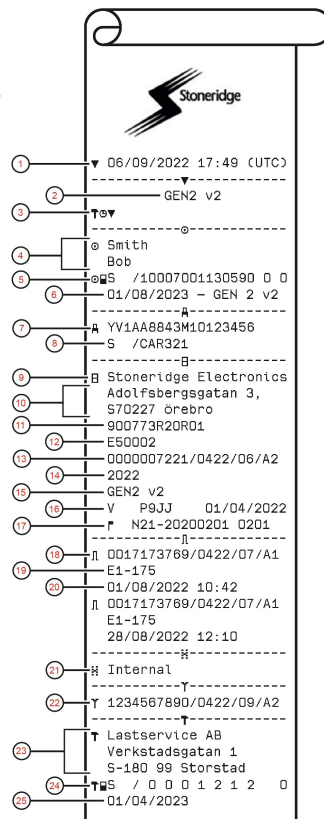 Stoneridge
1 ▼ 06/09/2022 17:49 (UTC)
2 GEN2 v2
3
4 Smith
Bob
5 S /10007001130590 0 0
6 01/08/2023 - GEN 2 v2
7 A YV1AA8843M10123456
8 S /CAR321
9 Stoneridge Electronics
10 Adolfsbergsgatan 3,
S70227 örebro
11 900773R20R01
12 E50002
13 0000007221/0422/06/A2
14 2022
15 GEN2 v2
16 V P9JJ 01/04/2022
17 N21-20200201 0201
18 0017173769/0422/07/A1
19 E1-175
20 01/08/2022 10:42
0017173769/0422/07/A1
E1-175
28/08/2022 12:10
21 Internal
22 1234567890/0422/09/A2
23 Lastservice AB
Verkstadsgatan 1
S-180 99 Storstad
24 S / 0 0 0 1 2 1 2 0
25 01/04/2023